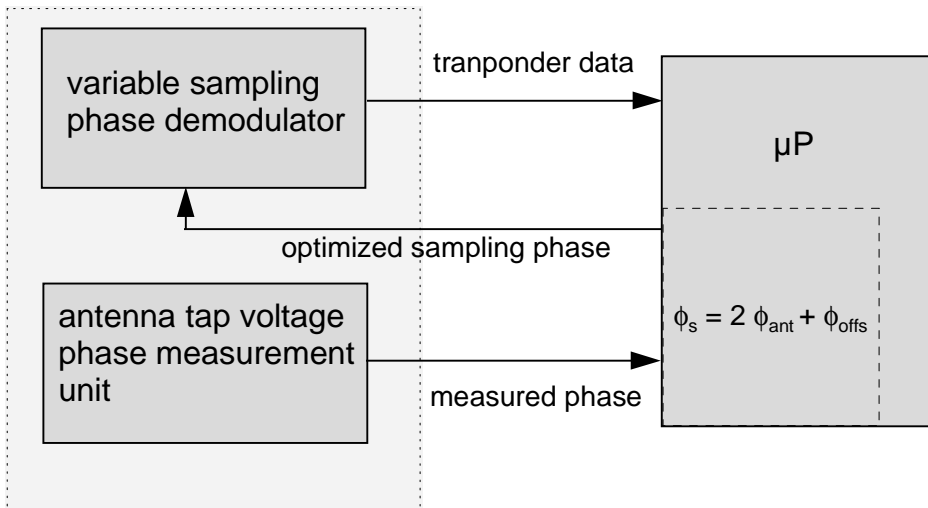 variable sampling
phase demodulator
tranponder data
μP
optimized sampling phase
antenna tap voltage
phase measurement
unit
ϕs = 2 ϕant + ϕoffs
measured phase